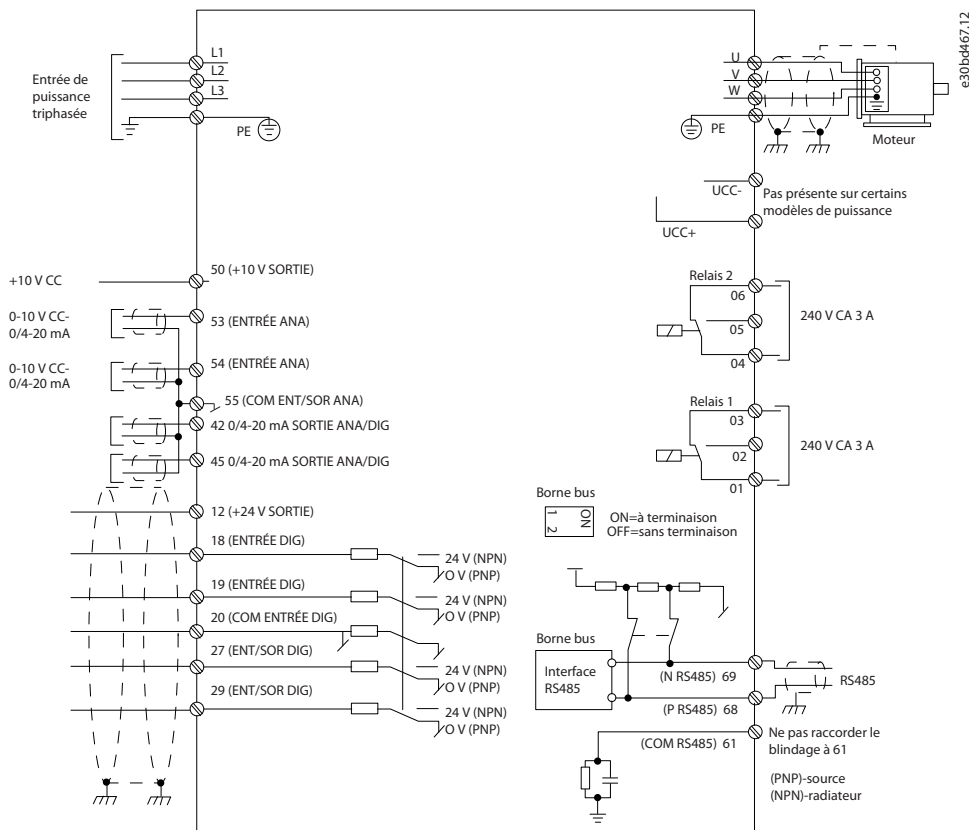 e30bd467.12
Entrée de
puissance
triphasée
L1
L2
L3
PE
U
V
W
PE
Moteur
UCC-
UCC+
Pas présente sur certains
modèles de puissance
+10 V CC
50 (+10 V SORTIE)
0-10 V CC-
0/4-20 mA
53 (ENTRÉE ANA)
0-10 V CC-
0/4-20 mA
54 (ENTRÉE ANA)
55 (COM ENT/SOR ANA)
42 0/4-20 mA SORTIE ANA/DIG
45 0/4-20 mA SORTIE ANA/DIG
12 (+24 V SORTIE)
18 (ENTRÉE DIG)
24 V (NPN)
O V (PNP)
19 (ENTRÉE DIG)
24 V (NPN)
O V (PNP)
20 (COM ENTRÉE DIG)
27 (ENT/SOR DIG)
24 V (NPN)
O V (PNP)
29 (ENT/SOR DIG)
24 V (NPN)
O V (PNP)
Relais 2
06
05
04
240 V CA 3 A
Relais 1
03
02
01
240 V CA 3 A
Borne bus
1
2
ON
ON=à terminaison
OFF=sans terminaison
Borne bus
Interface
RS485
(N RS485) 69
(P RS485) 68
RS485
(COM RS485) 61
Ne pas raccorder le
blindage à 61
(PNP)-source
(NPN)-radiateur